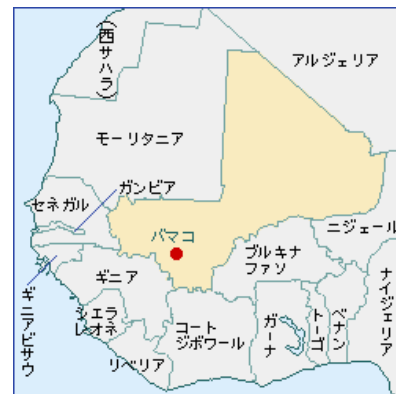 (西サハラ)
アルジェリア
モーリタニア
ガンビア
セネガル
バマコ
ニジェール
ブルキナ
ファソ
ギニア
ギニアビサウ
シエラ
レオネ
リベリア
コート
ジボワール
ガーナ
トーゴ
ベナン
ナイジェリア